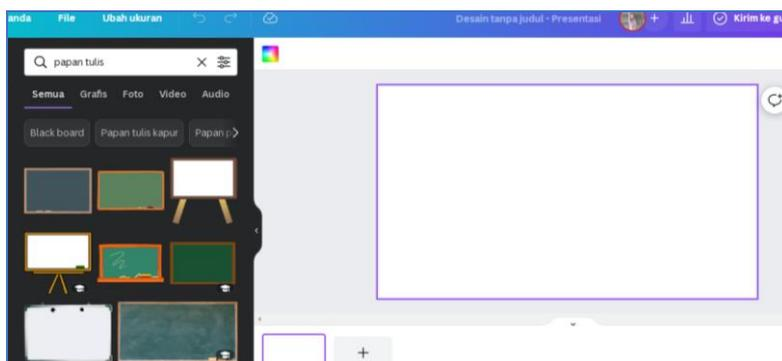 anda File Ubah ukuran Desain tanpa judul - Presentasi + Kirim ke gu
papan tulis
Semua Grafis Foto Video Audio
Black board Papan tulis kapur Papan p
+